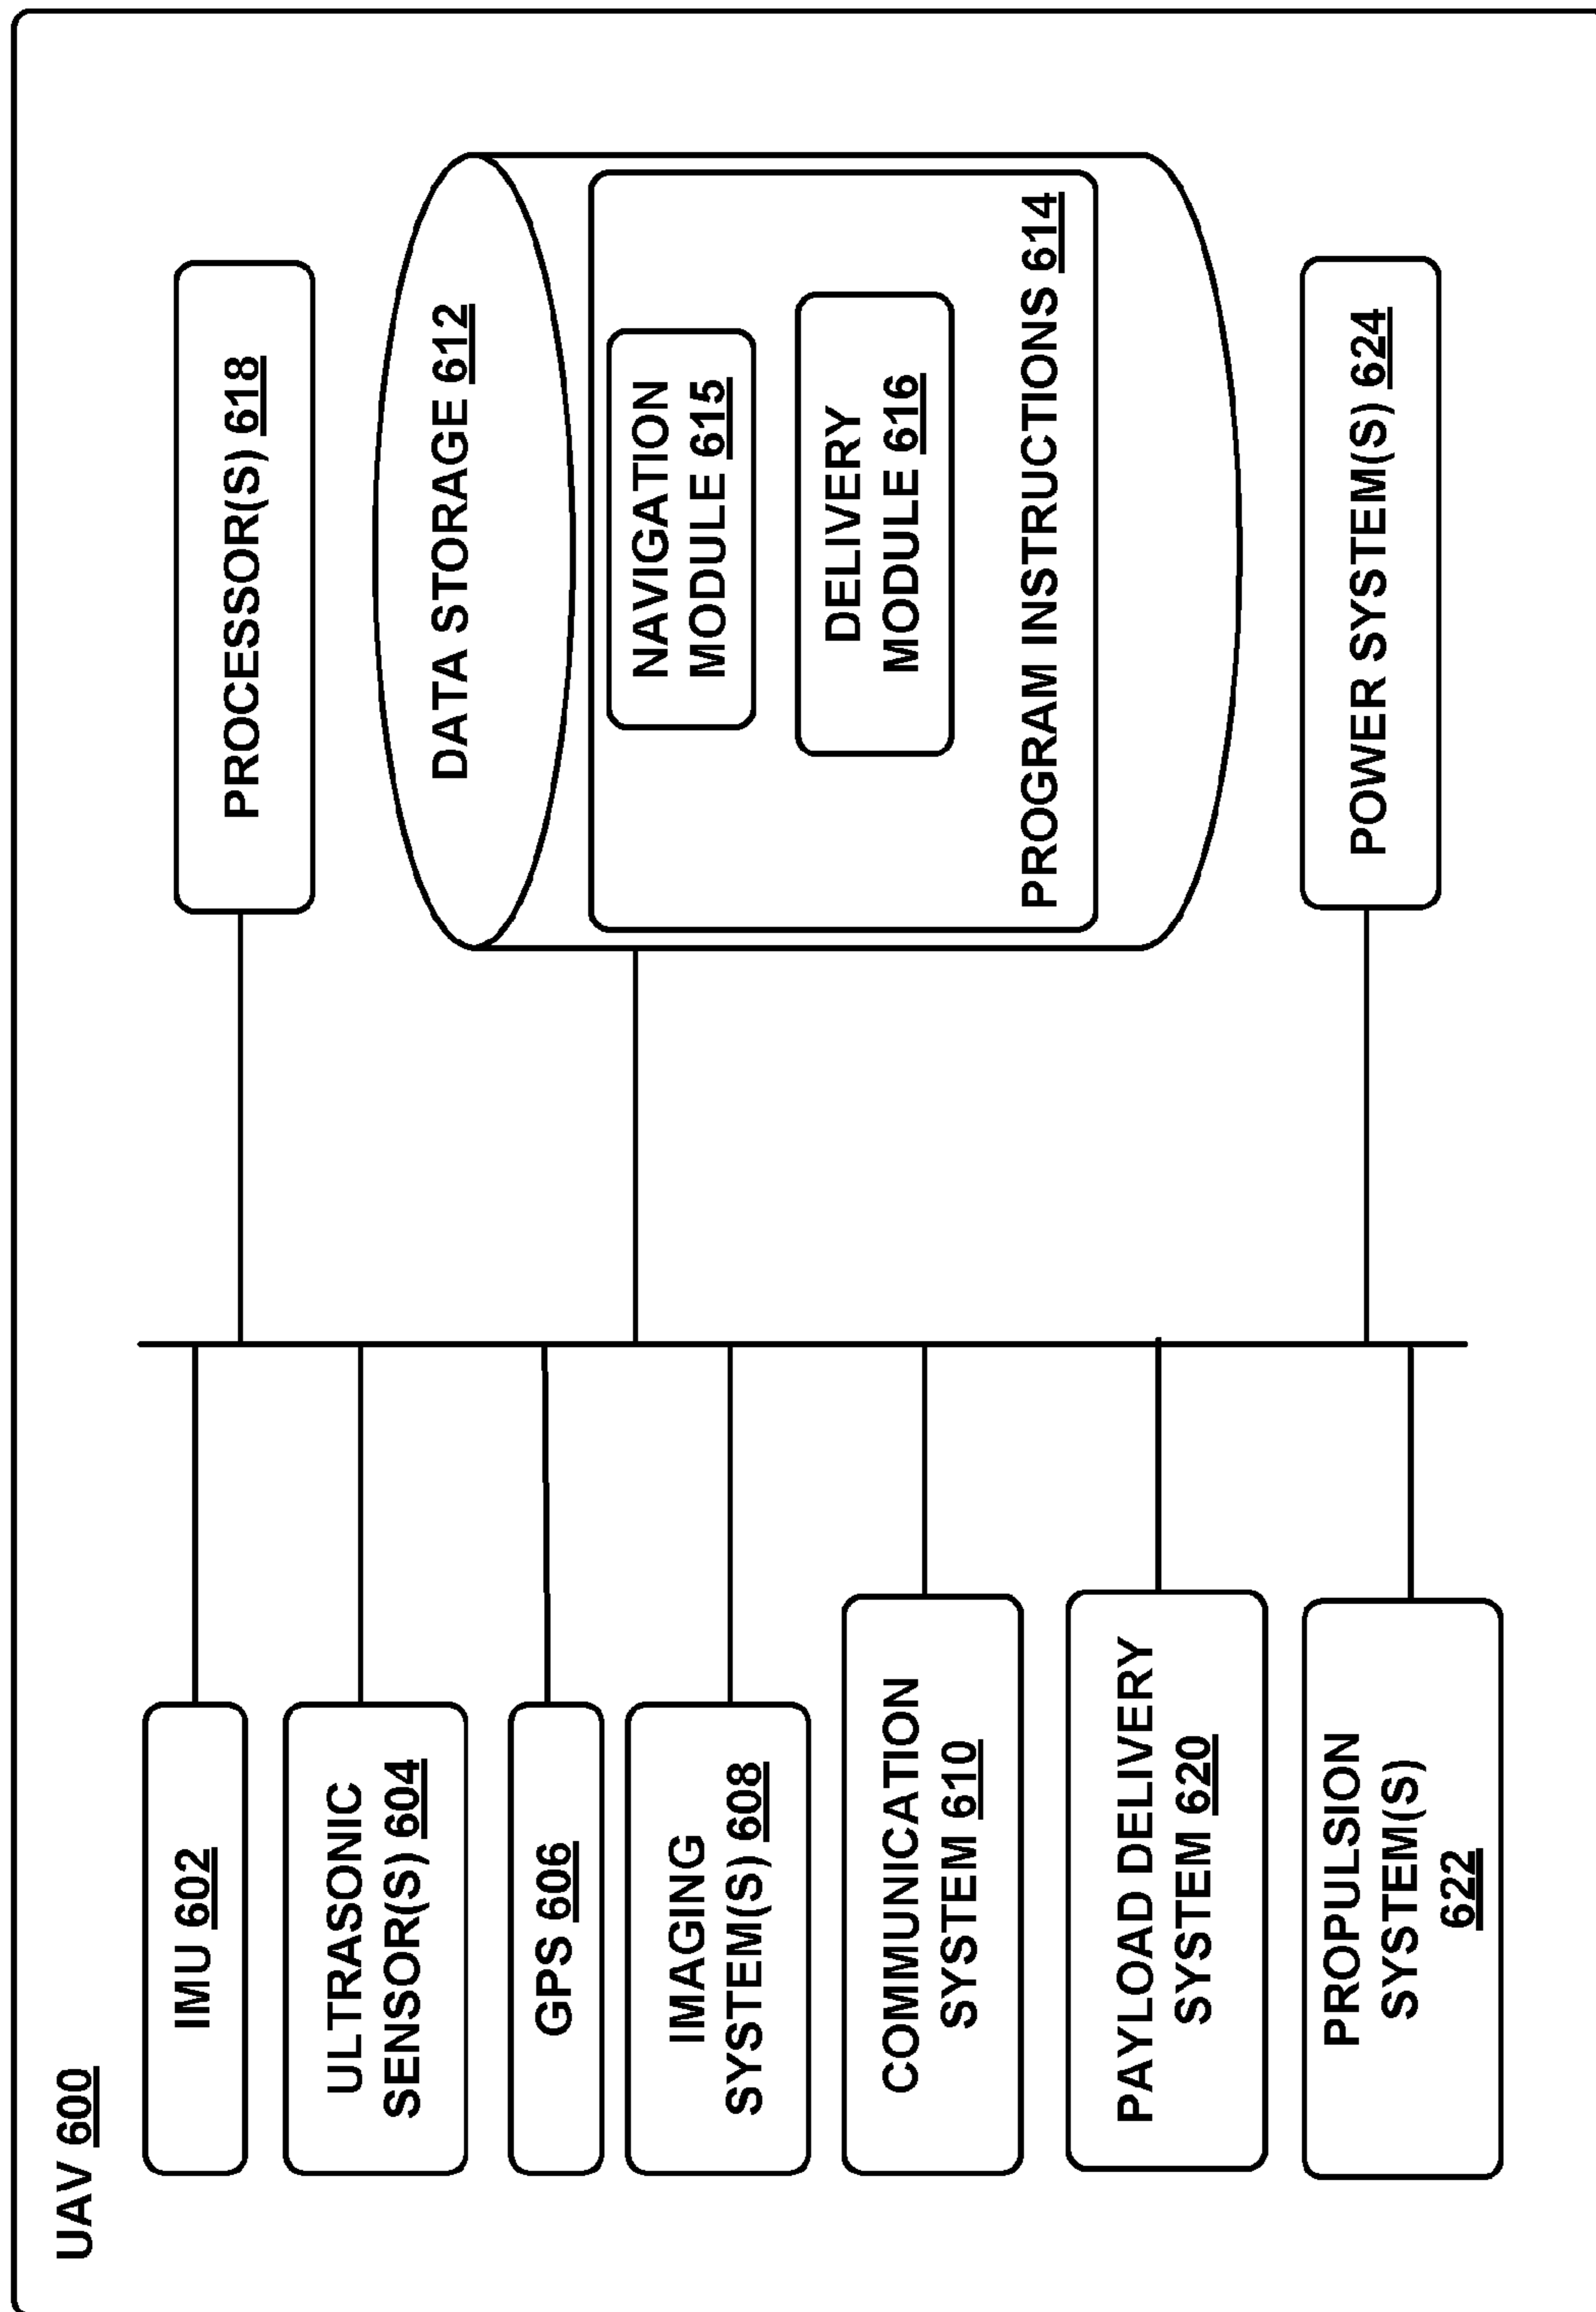 UAV 600
IMU 602
ULTRASONIC
SENSOR(S) 604
GPS 606
IMAGING
SYSTEM(S) 608
COMMUNICATION
SYSTEM 610
PAYLOAD DELIVERY
SYSTEM 620
PROPULSION
SYSTEM(S)
622
PROCESSOR(S) 618
DATA STORAGE 612
NAVIGATION
MODULE 615
DELIVERY
MODULE 616
PROGRAM INSTRUCTIONS 614
POWER SYSTEM(S) 624